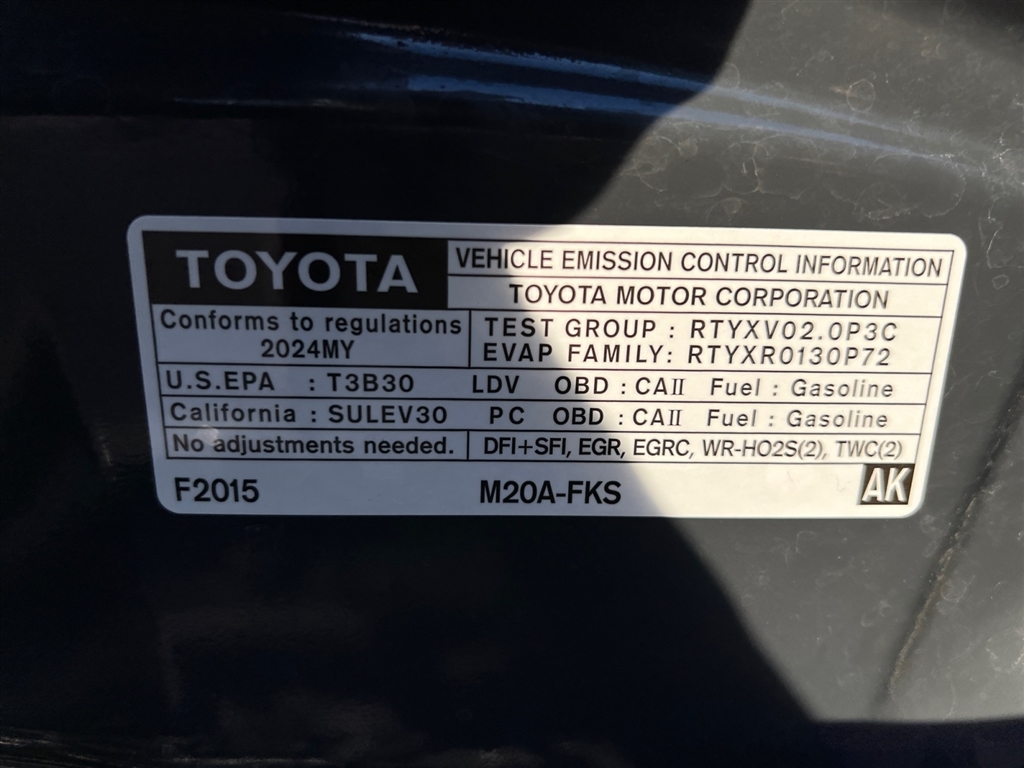 TOYOTA
VEHICLE EMISSION CONTROL INFORMATION
TOYOTA MOTOR CORPORATION
Conforms to regulations
2024MY
TEST GROUP : RTYXV02.0P3C
EVAP FAMILY: RTYXR0130P72
U.S.EPA : T3B30 LDV OBD : CAII Fuel : Gasoline
California : SULEV30 PC OBD : CAII Fuel : Gasoline
No adjustments needed. DFI+SFI, EGR, EGRC, WR-HO2S(2), TWC(2)
F2015 M20A-FKS AK